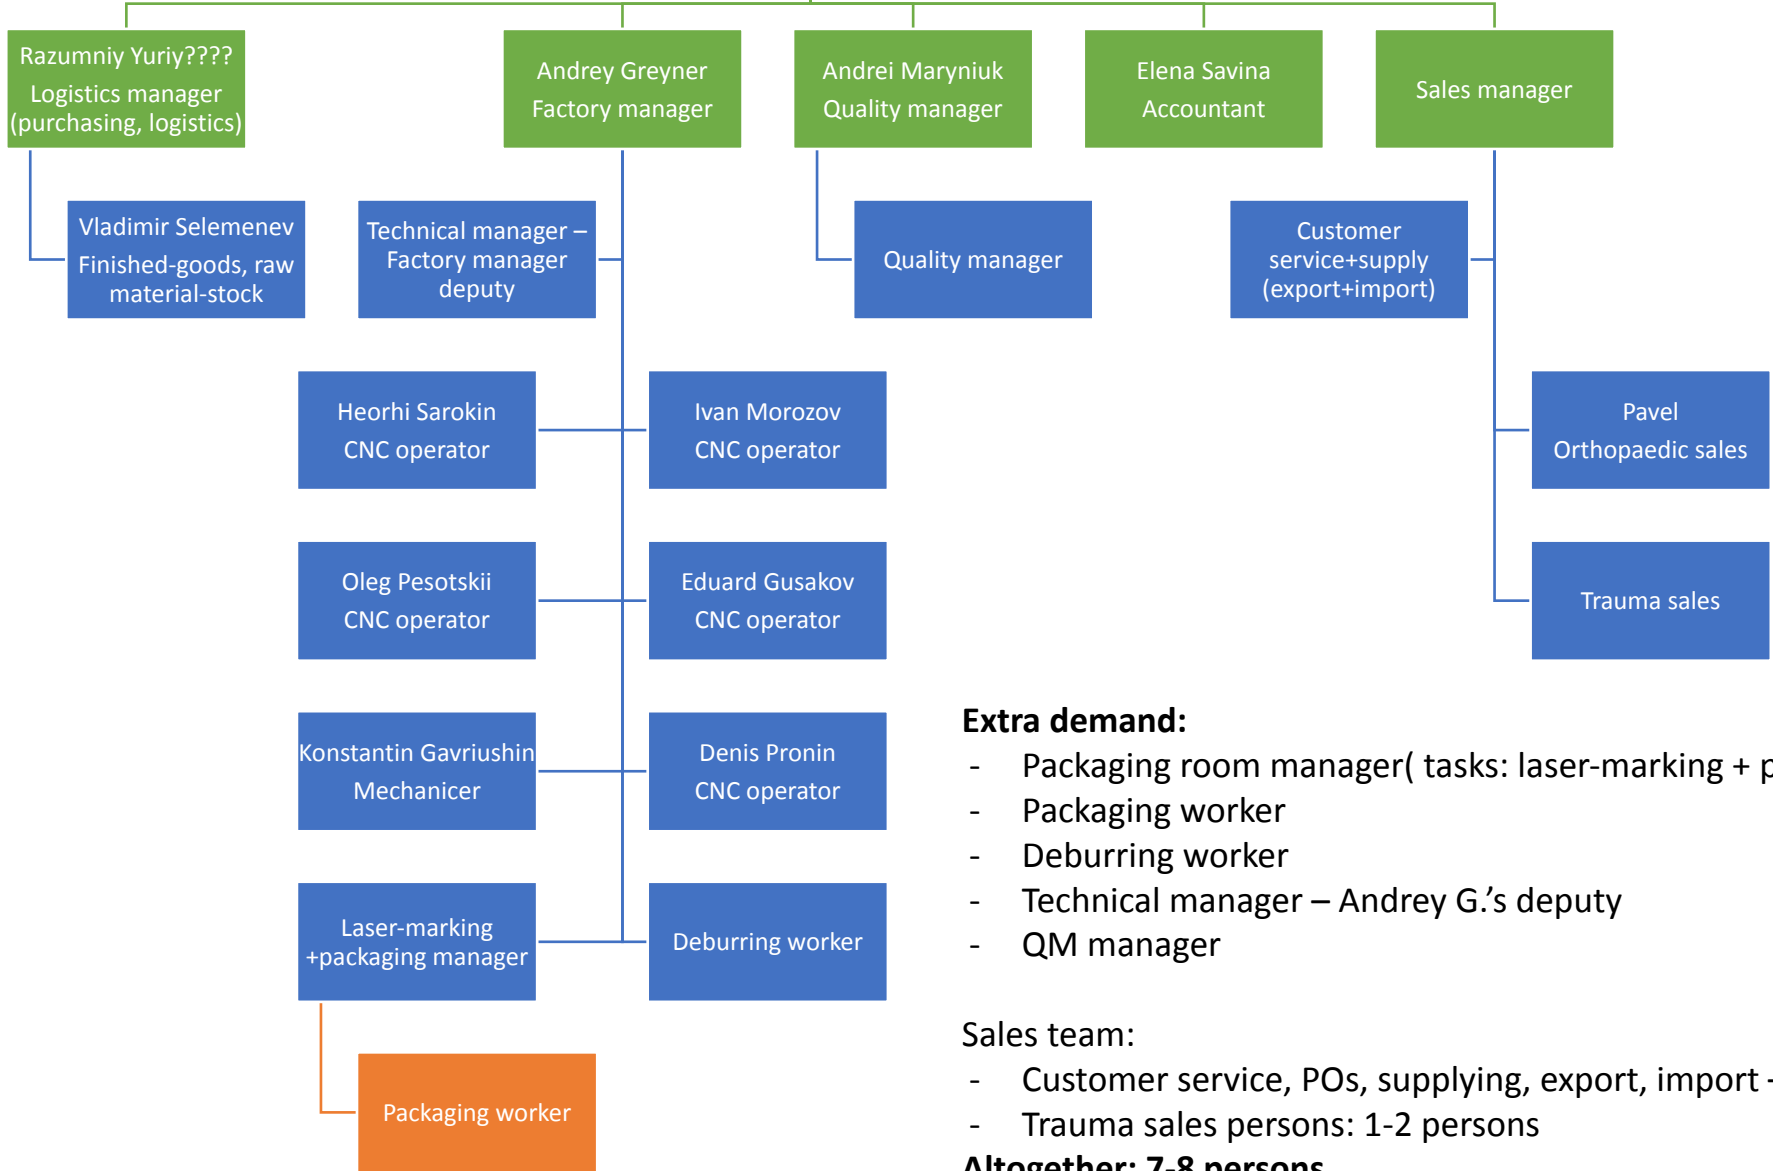 Razumniy Yuriy????
Logistics manager
(purchasing, logistics)
Andrey Greyner
Factory manager
Andrei Maryniuk
Quality manager
Elena Savina
Accountant
Sales manager
Vladimir Selemenev
Finished-goods, raw
material-stock
Technical manager –
Factory manager
deputy
Quality manager
Customer
service+supply
(export+import)
Heorhi Sarokin
CNC operator
Ivan Morozov
CNC operator
Pavel
Orthopaedic sales
Oleg Pesotskii
CNC operator
Eduard Gusakov
CNC operator
Trauma sales
Konstantin Gavriushin
Mechanicer
Denis Pronin
CNC operator
Laser-marking
+packaging manager
Deburring worker
Packaging worker
Extra demand:
- Packaging room manager( tasks: laser-marking + p
- Packaging worker
- Deburring worker
- Technical manager – Andrey G.’s deputy
- QM manager
Sales team:
- Customer service, POs, supplying, export, import -
- Trauma sales persons: 1-2 persons
Altogether: 7-8 persons